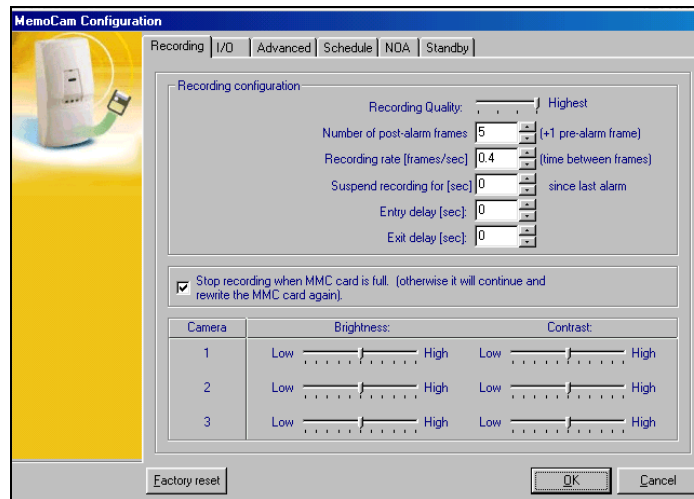 MemoCam Configuration
Recording I/O Advanced Schedule NOA Standby
Recording configuration
Recording Quality: Highest
Number of post-alarm frames 5 (+1 pre-alarm frame)
Recording rate [frames/sec] 0.4 (time between frames)
Suspend recording for [sec] 0 since last alarm
Entry delay [sec]: 0
Exit delay [sec]: 0
Stop recording when MMC card is full. (otherwise it will continue and
rewrite the MMC card again).
Camera Brightness: Contrast:
1 Low High Low High
2 Low High Low High
3 Low High Low High
Factory reset OK Cancel